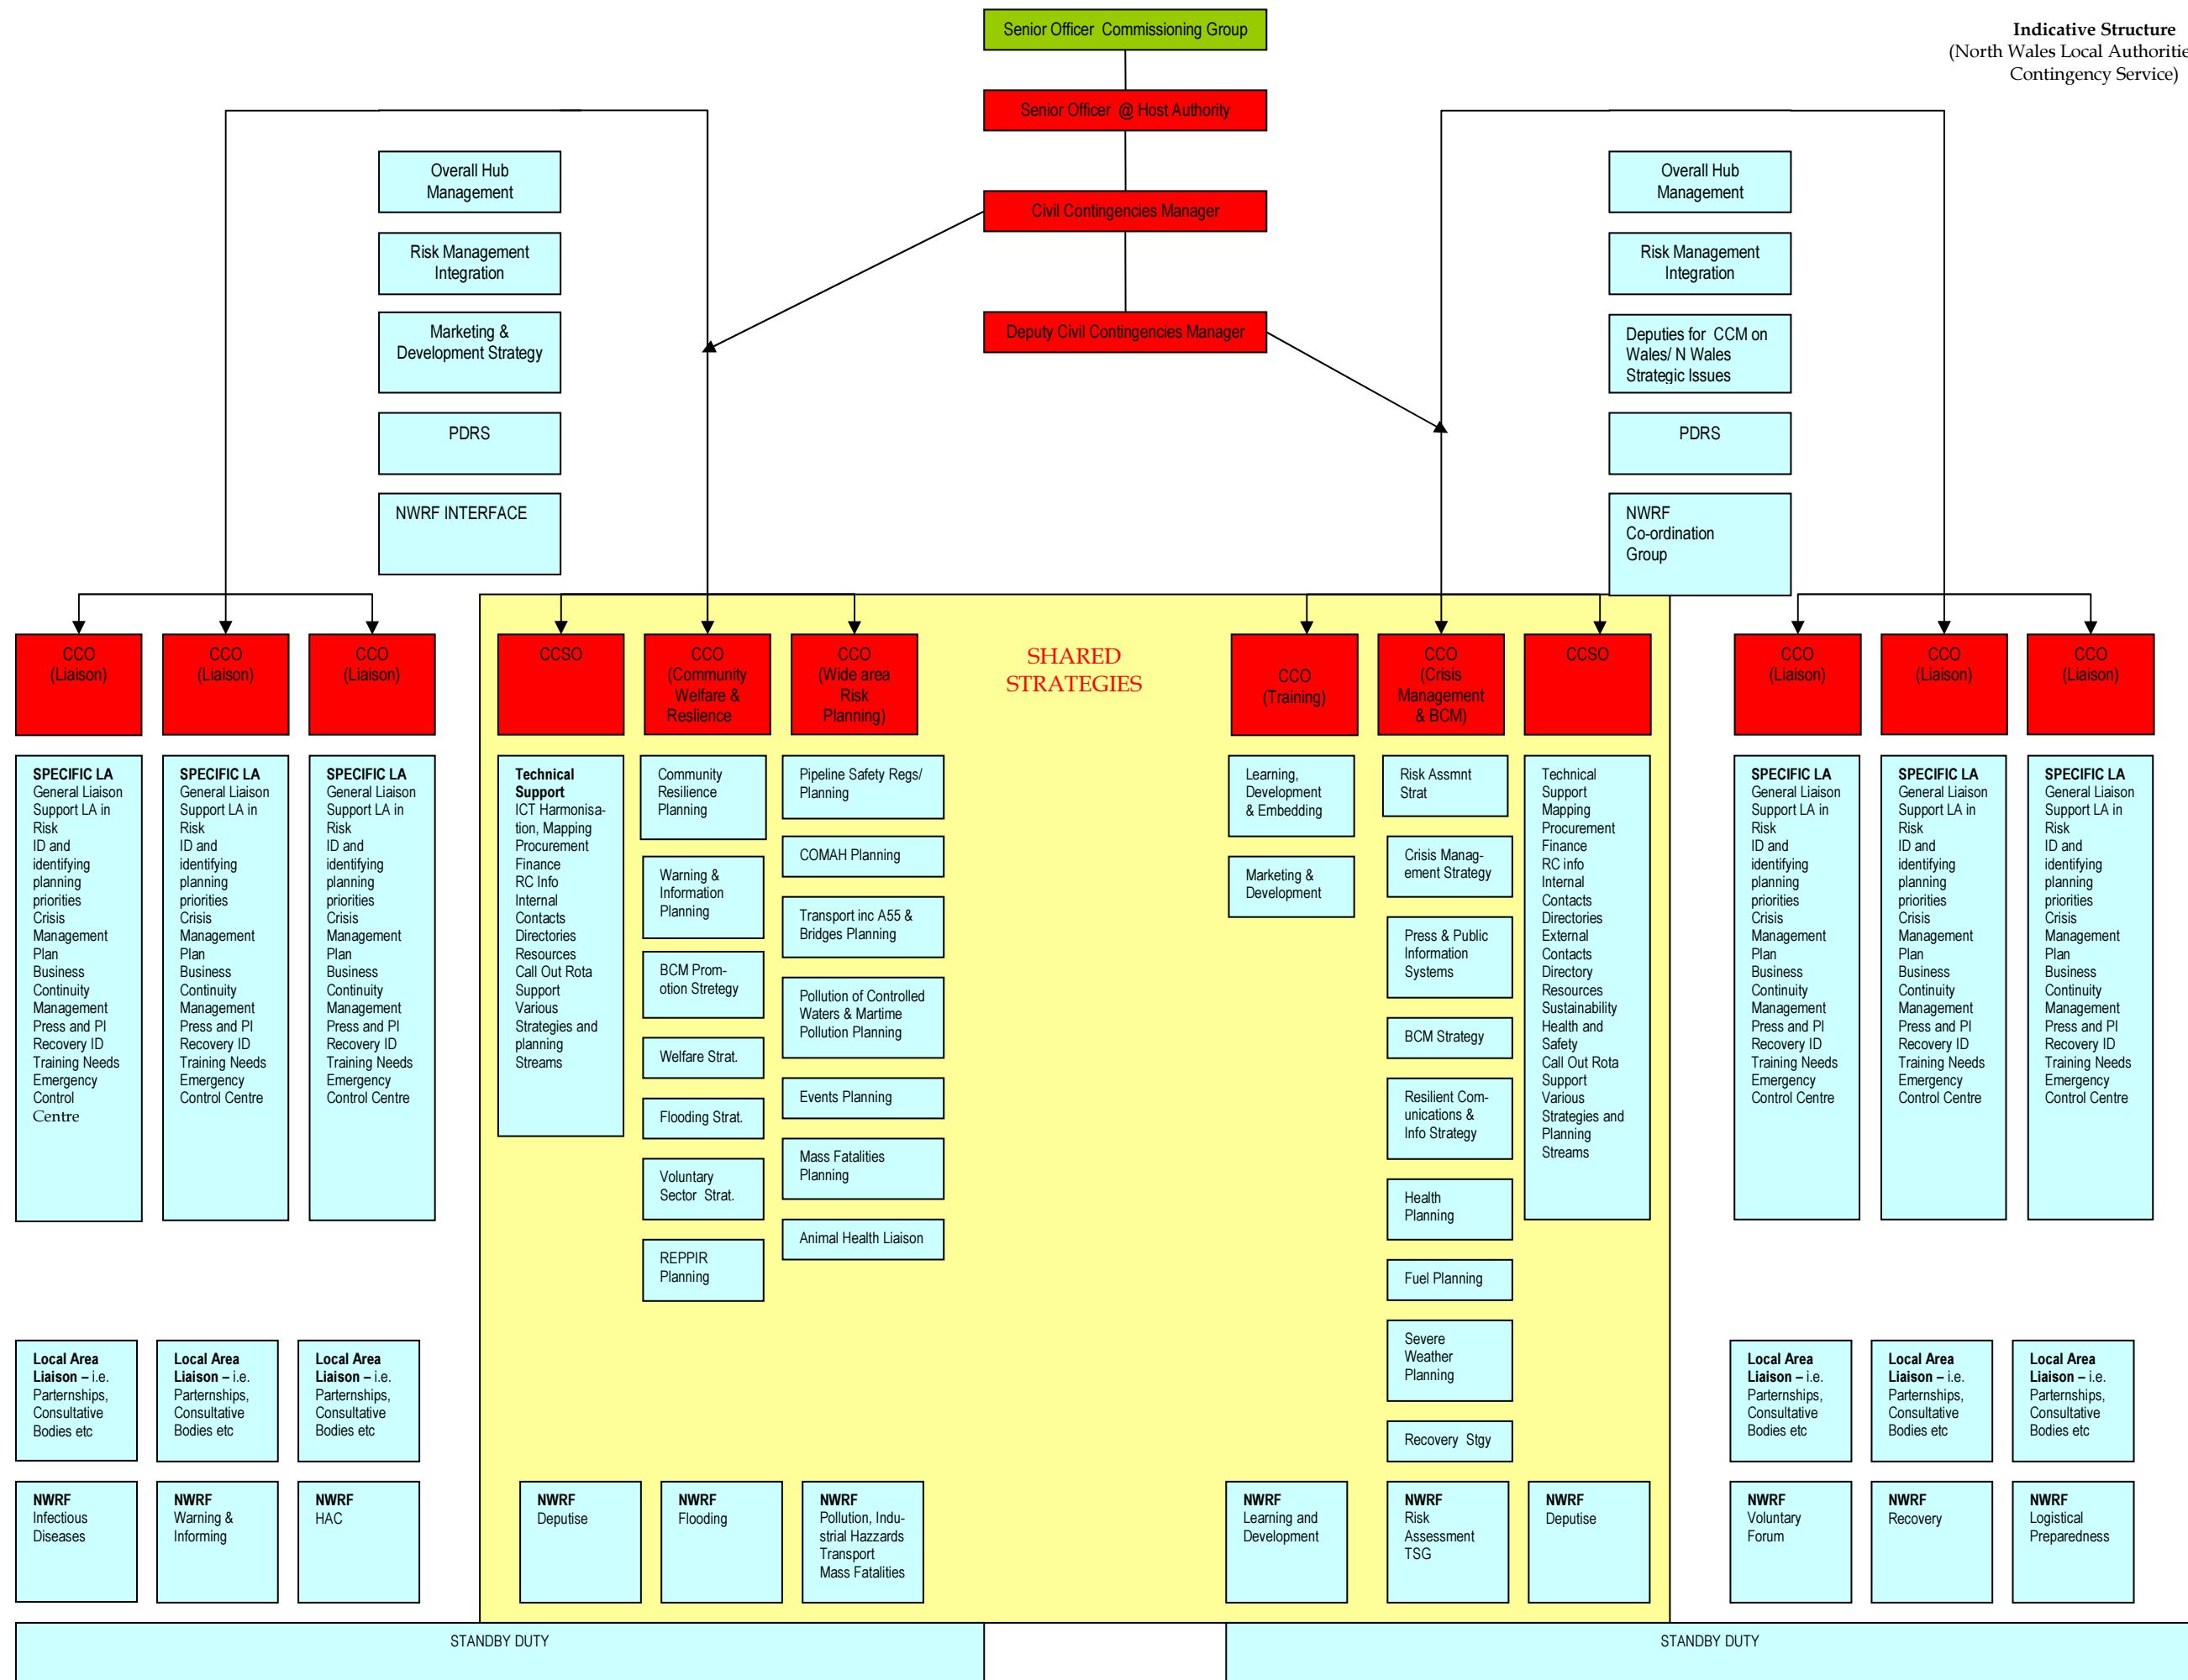 Senior Officer  Commissioning Group
Indicative Structure
(North Wales Local Authoritie
Contingency Service)
Senior Officer  @ Host Authority
Civil Contingencies Manager
Deputy Civil Contingencies Manager
Overall Hub
Management
Risk Management
Integration
Marketing &
Development Strategy
PDRS
NWRF INTERFACE
Overall Hub
Management
Risk Management
Integration
Deputies for  CCM on
Wales/ N Wales
Strategic Issues
PDRS
NWRF
Co-ordination
Group
CCO
(Liaison)
CCO
(Liaison)
CCO
(Liaison)
CCSO
CCO
(Community
Welfare &
Reslience
CCO
(Wide area
Risk
Planning)
SHARED
STRATEGIES
CCO
(Training)
CCO
(Crisis
Management
& BCM)
CCSO
CCO
(Liaison)
CCO
(Liaison)
CCO
(Liaison)
SPECIFIC LA
General Liaison
Support LA in
Risk
ID and
identifying
planning
priorities
Crisis
Management
Plan
Business
Continuity
Management
Press and PI
Recovery ID
Training Needs
Emergency
Control
Centre
SPECIFIC LA
General Liaison
Support LA in
Risk
ID and
identifying
planning
priorities
Crisis
Management
Plan
Business
Continuity
Management
Press and PI
Recovery ID
Training Needs
Emergency
Control Centre
SPECIFIC LA
General Liaison
Support LA in
Risk
ID and
identifying
planning
priorities
Crisis
Management
Plan
Business
Continuity
Management
Press and PI
Recovery ID
Training Needs
Emergency
Control Centre
Technical
Support
ICT Harmonisa-
tion, Mapping
Procurement
Finance
RC Info
Internal
Contacts
Directories
Resources
Call Out Rota
Support
Various
Strategies and
planning
Streams
Community
Resilience
Planning
Warning &
Information
Planning
BCM Prom-
otion Stretegy
Welfare Strat.
Flooding Strat.
Voluntary
Sector  Strat.
REPPIR
Planning
Pipeline Safety Regs/
Planning
COMAH Planning
Transport inc A55 &
Bridges Planning
Pollution of Controlled
Waters & Martime
Pollution Planning
Events Planning
Mass Fatalities
Planning
Animal Health Liaison
Learning,
Development
& Embedding
Marketing &
Development
Risk Assmnt
Strat
Crisis Manag-
ement Strategy
Press & Public
Information
Systems
BCM Strategy
Resilient Com-
unications &
Info Strategy
Health
Planning
Fuel Planning
Severe
Weather
Planning
Recovery  Stgy
Technical
Support
Mapping
Procurement
Finance
RC info
Internal
Contacts
Directories
External
Contacts
Directory
Resources
Sustainability
Health and
Safety
Call Out Rota
Support
Various
Strategies and
Planning
Streams
SPECIFIC LA
General Liaison
Support LA in
Risk
ID and
identifying
planning
priorities
Crisis
Management
Plan
Business
Continuity
Management
Press and PI
Recovery ID
Training Needs
Emergency
Control Centre
SPECIFIC LA
General Liaison
Support LA in
Risk
ID and
identifying
planning
priorities
Crisis
Management
Plan
Business
Continuity
Management
Press and PI
Recovery ID
Training Needs
Emergency
Control Centre
SPECIFIC LA
General Liaison
Support LA in
Risk
ID and
identifying
planning
priorities
Crisis
Management
Plan
Business
Continuity
Management
Press and PI
Recovery ID
Training Needs
Emergency
Control Centre
Local Area
Liaison – i.e.
Parternships,
Consultative
Bodies etc
Local Area
Liaison – i.e.
Parternships,
Consultative
Bodies etc
Local Area
Liaison – i.e.
Parternships,
Consultative
Bodies etc
Local Area
Liaison – i.e.
Parternships,
Consultative
Bodies etc
Local Area
Liaison – i.e.
Parternships,
Consultative
Bodies etc
Local Area
Liaison – i.e.
Parternships,
Consultative
Bodies etc
NWRF
Infectious
Diseases
NWRF
Warning &
Informing
NWRF
HAC
NWRF
Deputise
NWRF
Flooding
NWRF
Pollution, Indu-
strial Hazzards
Transport
Mass Fatalities
NWRF
Learning and
Development
NWRF
Risk
Assessment
TSG
NWRF
Deputise
NWRF
Voluntary
Forum
NWRF
Recovery
NWRF
Logistical
Preparedness
STANDBY DUTY
STANDBY DUTY